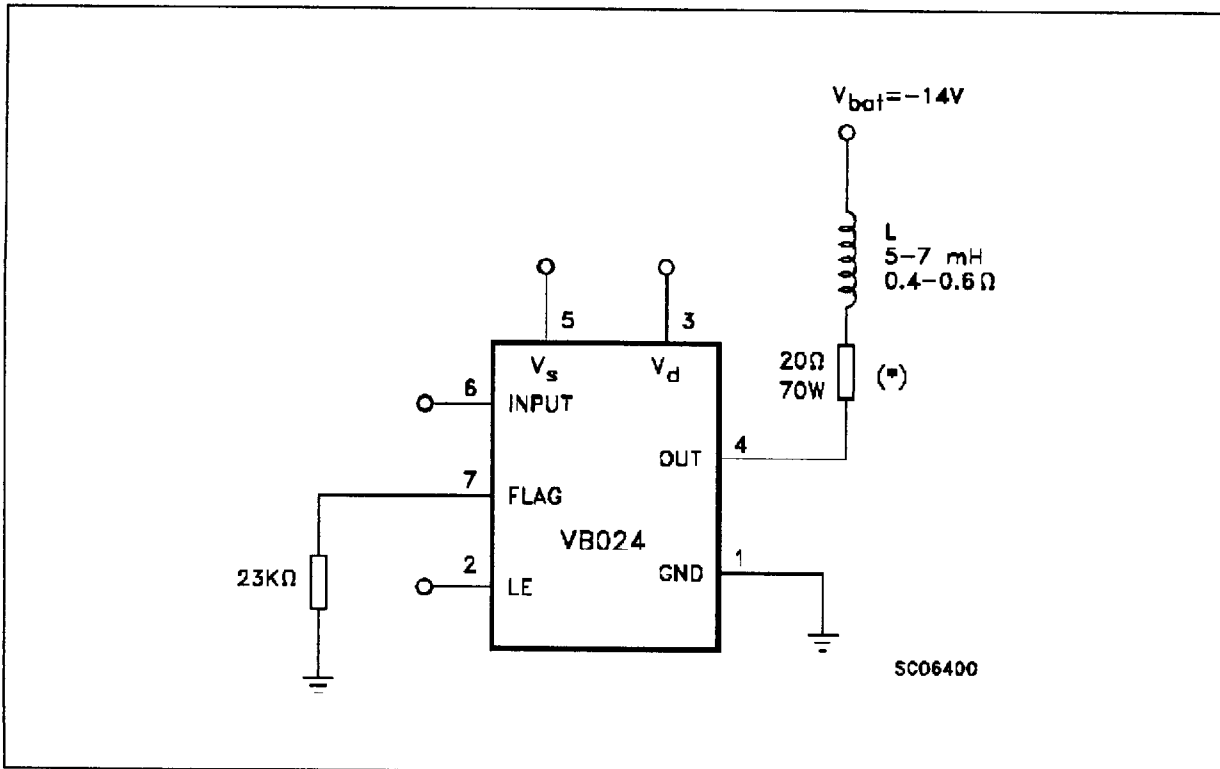 Vbat=-14V
L
5-7 mH
0.4-0.6Ω
20Ω
70W
(*)
5
3
Vs
Vd
6
INPUT
4
OUT
7
FLAG
VB024
23KΩ
2
LE
GND
1
SC06400